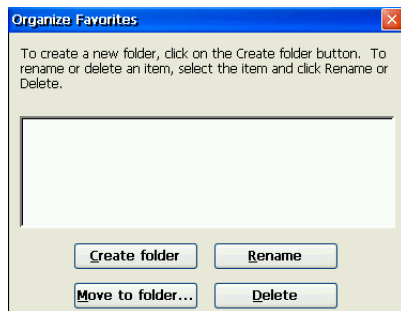 Organize Favorites
To create a new folder, click on the Create folder button. To
rename or delete an item, select the item and click Rename or
Delete.
Create folder
Rename
Move to folder...
Delete